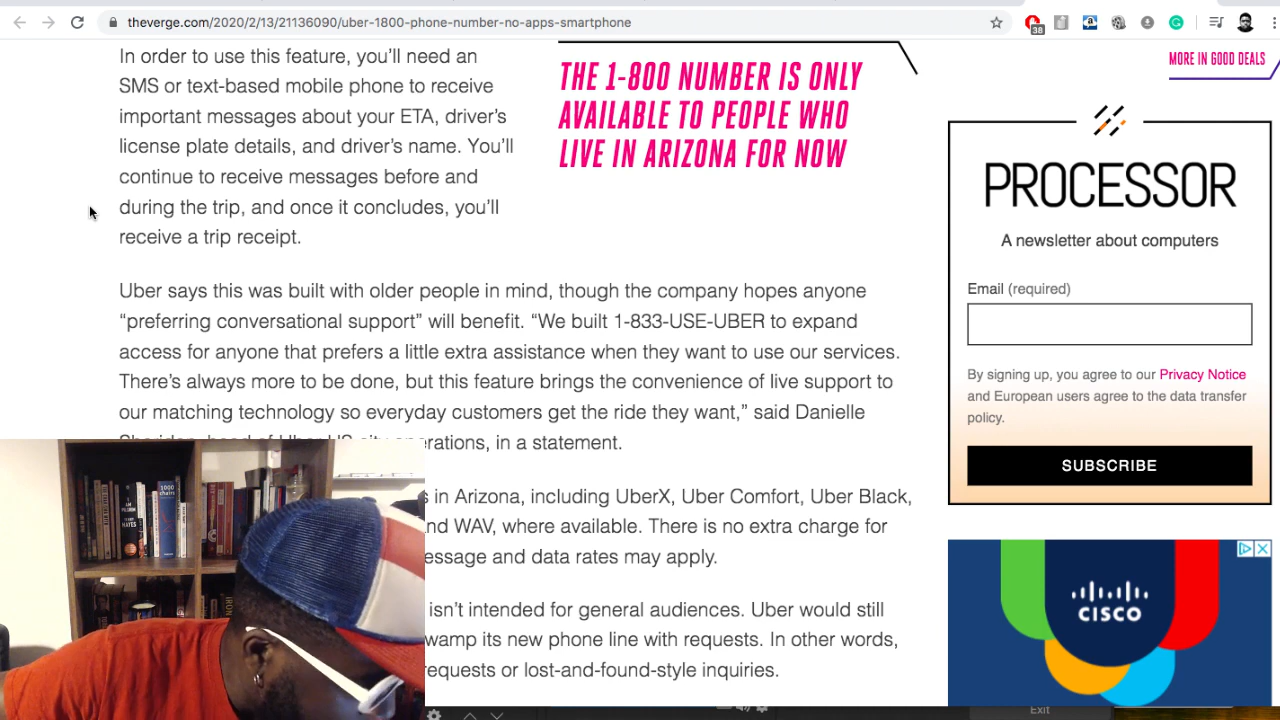 theverge.com/2020/2/13/21136090/uber-1800-phone-number-no-apps-smartphone
38
In order to use this feature, you’ll need an
SMS or text-based mobile phone to receive
important messages about your ETA, driver’s
license plate details, and driver’s name. You’ll
continue to receive messages before and
during the trip, and once it concludes, you’ll
receive a trip receipt.
THE 1-800 NUMBER IS ONLY
AVAILABLE TO PEOPLE WHO
LIVE IN ARIZONA FOR NOW
Uber says this was built with older people in mind, though the company hopes anyone
“preferring conversational support” will benefit. “We built 1-833-USE-UBER to expand
access for anyone that prefers a little extra assistance when they want to use our services.
There’s always more to be done, but this feature brings the convenience of live support to
our matching technology so everyday customers get the ride they want,” said Danielle
in a statement.
in Arizona, including UberX, Uber Comfort, Uber Black,
and WAV, where available. There is no extra charge for
message and data rates may apply.
isn’t intended for general audiences. Uber would still
swamp its new phone line with requests. In other words,
requests or lost-and-found-style inquiries.
MORE IN GOOD DEALS
PROCESSOR
A newsletter about computers
Email (required)
By signing up, you agree to our Privacy Notice
and European users agree to the data transfer
policy.
SUBSCRIBE
CISCO
Exit